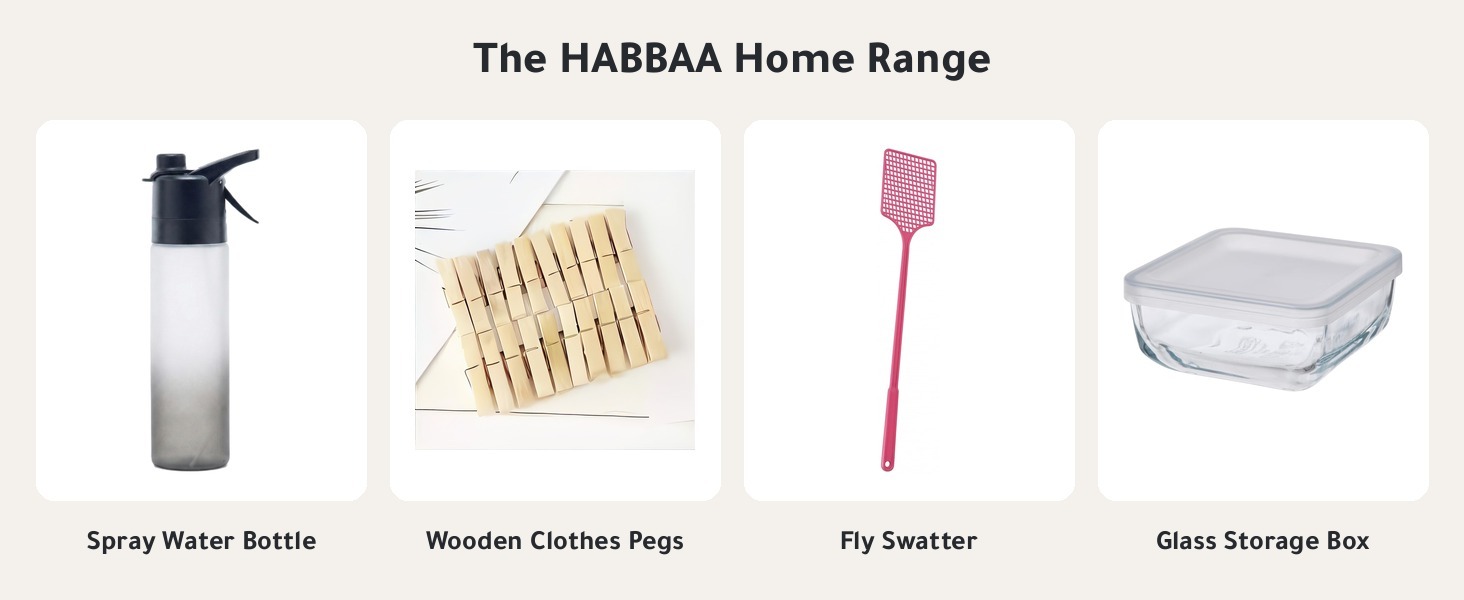 The HABBAA Home Range
Spray Water Bottle
Wooden Clothes Pegs
Fly Swatter
Glass Storage Box